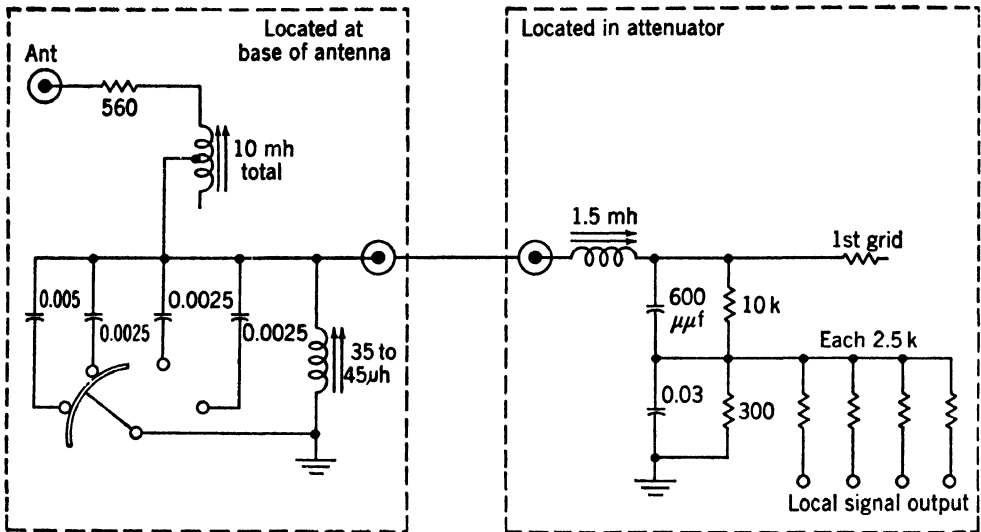 Located at
base of antenna
Ant
560
10 mh
total
0.005
0.0025
0.0025
0.0025
35 to
45μh
Located in attenuator
1.5 mh
1st grid
600
μμf
10 k
Each 2.5 k
0.03
300
Local signal output